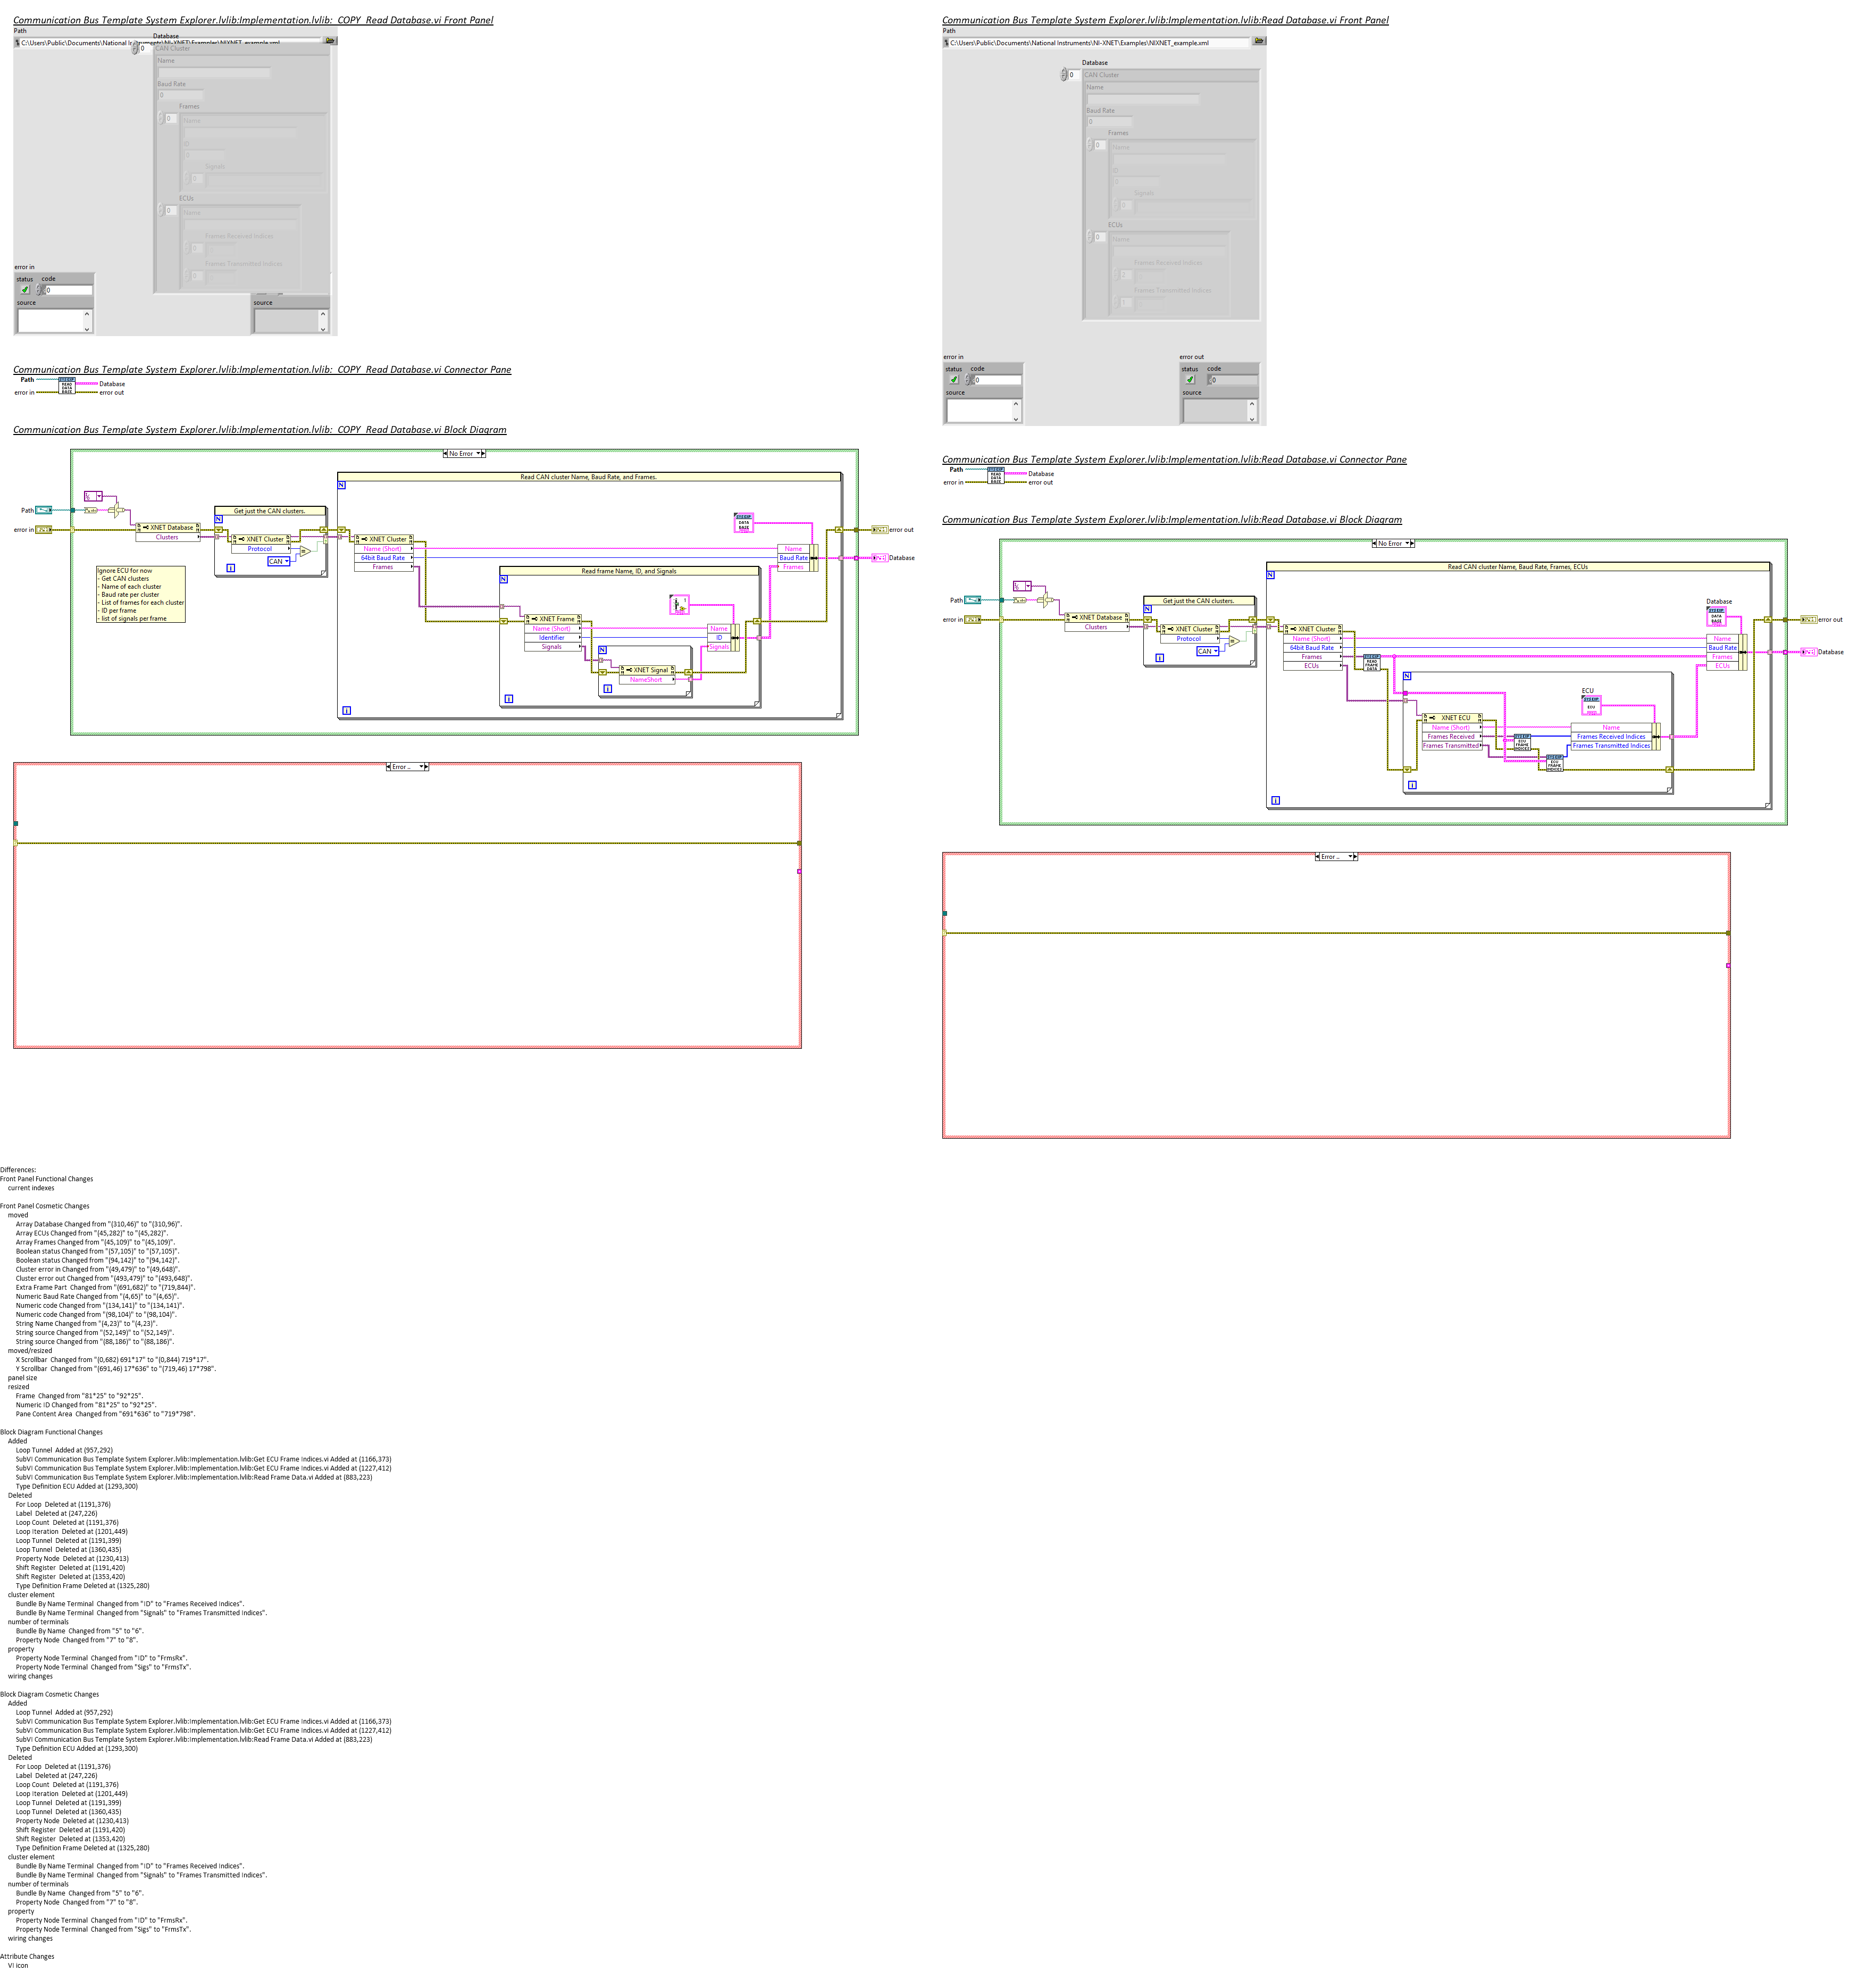 Communication Bus Template System Explorer.lvlib:Implementation.lvlib:_COPY_Read Database.vi Front Panel
Path
C:\Users\Public\Documents\National Instruments\NI-XNET\Examples\NIXNET_example.xml
Database
0
CAN Cluster
Name
Baud Rate
0
Frames
0
Name
ID
0
Signals
0
ECUs
0
Name
Frames Received Indices
0
Frames Transmitted Indices
0
error in
status
code
0
source
source
Communication Bus Template System Explorer.lvlib:Implementation.lvlib:_COPY_Read Database.vi Connector Pane
Path
READ
DATA
BASE
Database
error in
error out
Communication Bus Template System Explorer.lvlib:Implementation.lvlib:_COPY_Read Database.vi Block Diagram
No Error
Read CAN cluster Name, Baud Rate, and Frames.
N
Get just the CAN clusters.
N
Path
error in
XNET Database
Clusters
XNET Cluster
Protocol
CAN
i
XNET Cluster
Name (Short)
64bit Baud Rate
Frames
DATA
BASE
Name
Baud Rate
Frames
error out
Database
Ignore ECU for now
- Get CAN clusters
- Name of each cluster
- Baud rate per cluster
- List of frames for each cluster
- ID per frame
- list of signals per frame
Read frame Name, ID, and Signals
N
XNET Frame
Name (Short)
Identifier
Signals
Name
ID
Signals
N
XNET Signal
NameShort
i
i
i
Error ..
Communication Bus Template System Explorer.lvlib:Implementation.lvlib:Read Database.vi Front Panel
Path
C:\Users\Public\Documents\National Instruments\NI-XNET\Examples\NIXNET_example.xml
Database
0
CAN Cluster
Name
Baud Rate
0
Frames
0
Name
ID
Signals
ECUs
0
Name
Frames Received Indices
Frames Transmitted Indices
error in
status
code
0
source
error out
status
code
0
source
Communication Bus Template System Explorer.lvlib:Implementation.lvlib:Read Database.vi Connector Pane
Path
READ
DATA
BASE
Database
error in
error out
Communication Bus Template System Explorer.lvlib:Implementation.lvlib:Read Database.vi Block Diagram
No Error
Read CAN cluster Name, Baud Rate, Frames, ECUs
N
Get just the CAN clusters.
N
Path
error in
XNET Database
Clusters
XNET Cluster
Protocol
CAN
i
XNET Cluster
Name (Short)
64bit Baud Rate
Frames
ECUs
READ
FRAME
DATA
Database
DATA
BASE
Name
Baud Rate
Frames
ECUs
error out
Database
N
ECU
ECU
XNET ECU
Name (Short)
Frames Received
Frames Transmitted
ECU
FRAME
INDICES
ECU
FRAME
INDICES
Name
Frames Received Indices
Frames Transmitted Indices
i
i
Error ..
Differences:
Front Panel Functional Changes
current indexes
Front Panel Cosmetic Changes
moved
Array Database Changed from "(310,46)" to "(310,96)".
Array ECUs Changed from "(45,282)" to "(45,282)".
Array Frames Changed from "(45,109)" to "(45,109)".
Boolean status Changed from "(57,105)" to "(57,105)".
Boolean status Changed from "(94,142)" to "(94,142)".
Cluster error in Changed from "(49,479)" to "(49,648)".
Cluster error out Changed from "(493,479)" to "(493,648)".
Extra Frame Part  Changed from "(691,682)" to "(719,844)".
Numeric Baud Rate Changed from "(4,65)" to "(4,65)".
Numeric code Changed from "(134,141)" to "(134,141)".
Numeric code Changed from "(98,104)" to "(98,104)".
String Name Changed from "(4,23)" to "(4,23)".
String source Changed from "(52,149)" to "(52,149)".
String source Changed from "(88,186)" to "(88,186)".
moved/resized
X Scrollbar  Changed from "(0,682) 691*17" to "(0,844) 719*17".
Y Scrollbar  Changed from "(691,46) 17*636" to "(719,46) 17*798".
panel size
resized
Frame  Changed from "81*25" to "92*25".
Numeric ID Changed from "81*25" to "92*25".
Pane Content Area  Changed from "691*636" to "719*798".
Block Diagram Functional Changes
Added
Loop Tunnel  Added at (957,292)
SubVI Communication Bus Template System Explorer.lvlib:Implementation.lvlib:Get ECU Frame Indices.vi Added at (1166,373)
SubVI Communication Bus Template System Explorer.lvlib:Implementation.lvlib:Get ECU Frame Indices.vi Added at (1227,412)
SubVI Communication Bus Template System Explorer.lvlib:Implementation.lvlib:Read Frame Data.vi Added at (883,223)
Type Definition ECU Added at (1293,300)
Deleted
For Loop  Deleted at (1191,376)
Label  Deleted at (247,226)
Loop Count  Deleted at (1191,376)
Loop Iteration  Deleted at (1201,449)
Loop Tunnel  Deleted at (1191,399)
Loop Tunnel  Deleted at (1360,435)
Property Node  Deleted at (1230,413)
Shift Register  Deleted at (1191,420)
Shift Register  Deleted at (1353,420)
Type Definition Frame Deleted at (1325,280)
cluster element
Bundle By Name Terminal  Changed from "ID" to "Frames Received Indices".
Bundle By Name Terminal  Changed from "Signals" to "Frames Transmitted Indices".
number of terminals
Bundle By Name  Changed from "5" to "6".
Property Node  Changed from "7" to "8".
property
Property Node Terminal  Changed from "ID" to "FrmsRx".
Property Node Terminal  Changed from "Sigs" to "FrmsTx".
wiring changes
Block Diagram Cosmetic Changes
Added
Loop Tunnel  Added at (957,292)
SubVI Communication Bus Template System Explorer.lvlib:Implementation.lvlib:Get ECU Frame Indices.vi Added at (1166,373)
SubVI Communication Bus Template System Explorer.lvlib:Implementation.lvlib:Get ECU Frame Indices.vi Added at (1227,412)
SubVI Communication Bus Template System Explorer.lvlib:Implementation.lvlib:Read Frame Data.vi Added at (883,223)
Type Definition ECU Added at (1293,300)
Deleted
For Loop  Deleted at (1191,376)
Label  Deleted at (247,226)
Loop Count  Deleted at (1191,376)
Loop Iteration  Deleted at (1201,449)
Loop Tunnel  Deleted at (1191,399)
Loop Tunnel  Deleted at (1360,435)
Property Node  Deleted at (1230,413)
Shift Register  Deleted at (1191,420)
Shift Register  Deleted at (1353,420)
Type Definition Frame Deleted at (1325,280)
cluster element
Bundle By Name Terminal  Changed from "ID" to "Frames Received Indices".
Bundle By Name Terminal  Changed from "Signals" to "Frames Transmitted Indices".
number of terminals
Bundle By Name  Changed from "5" to "6".
Property Node  Changed from "7" to "8".
property
Property Node Terminal  Changed from "ID" to "FrmsRx".
Property Node Terminal  Changed from "Sigs" to "FrmsTx".
wiring changes
Attribute Changes
VI icon